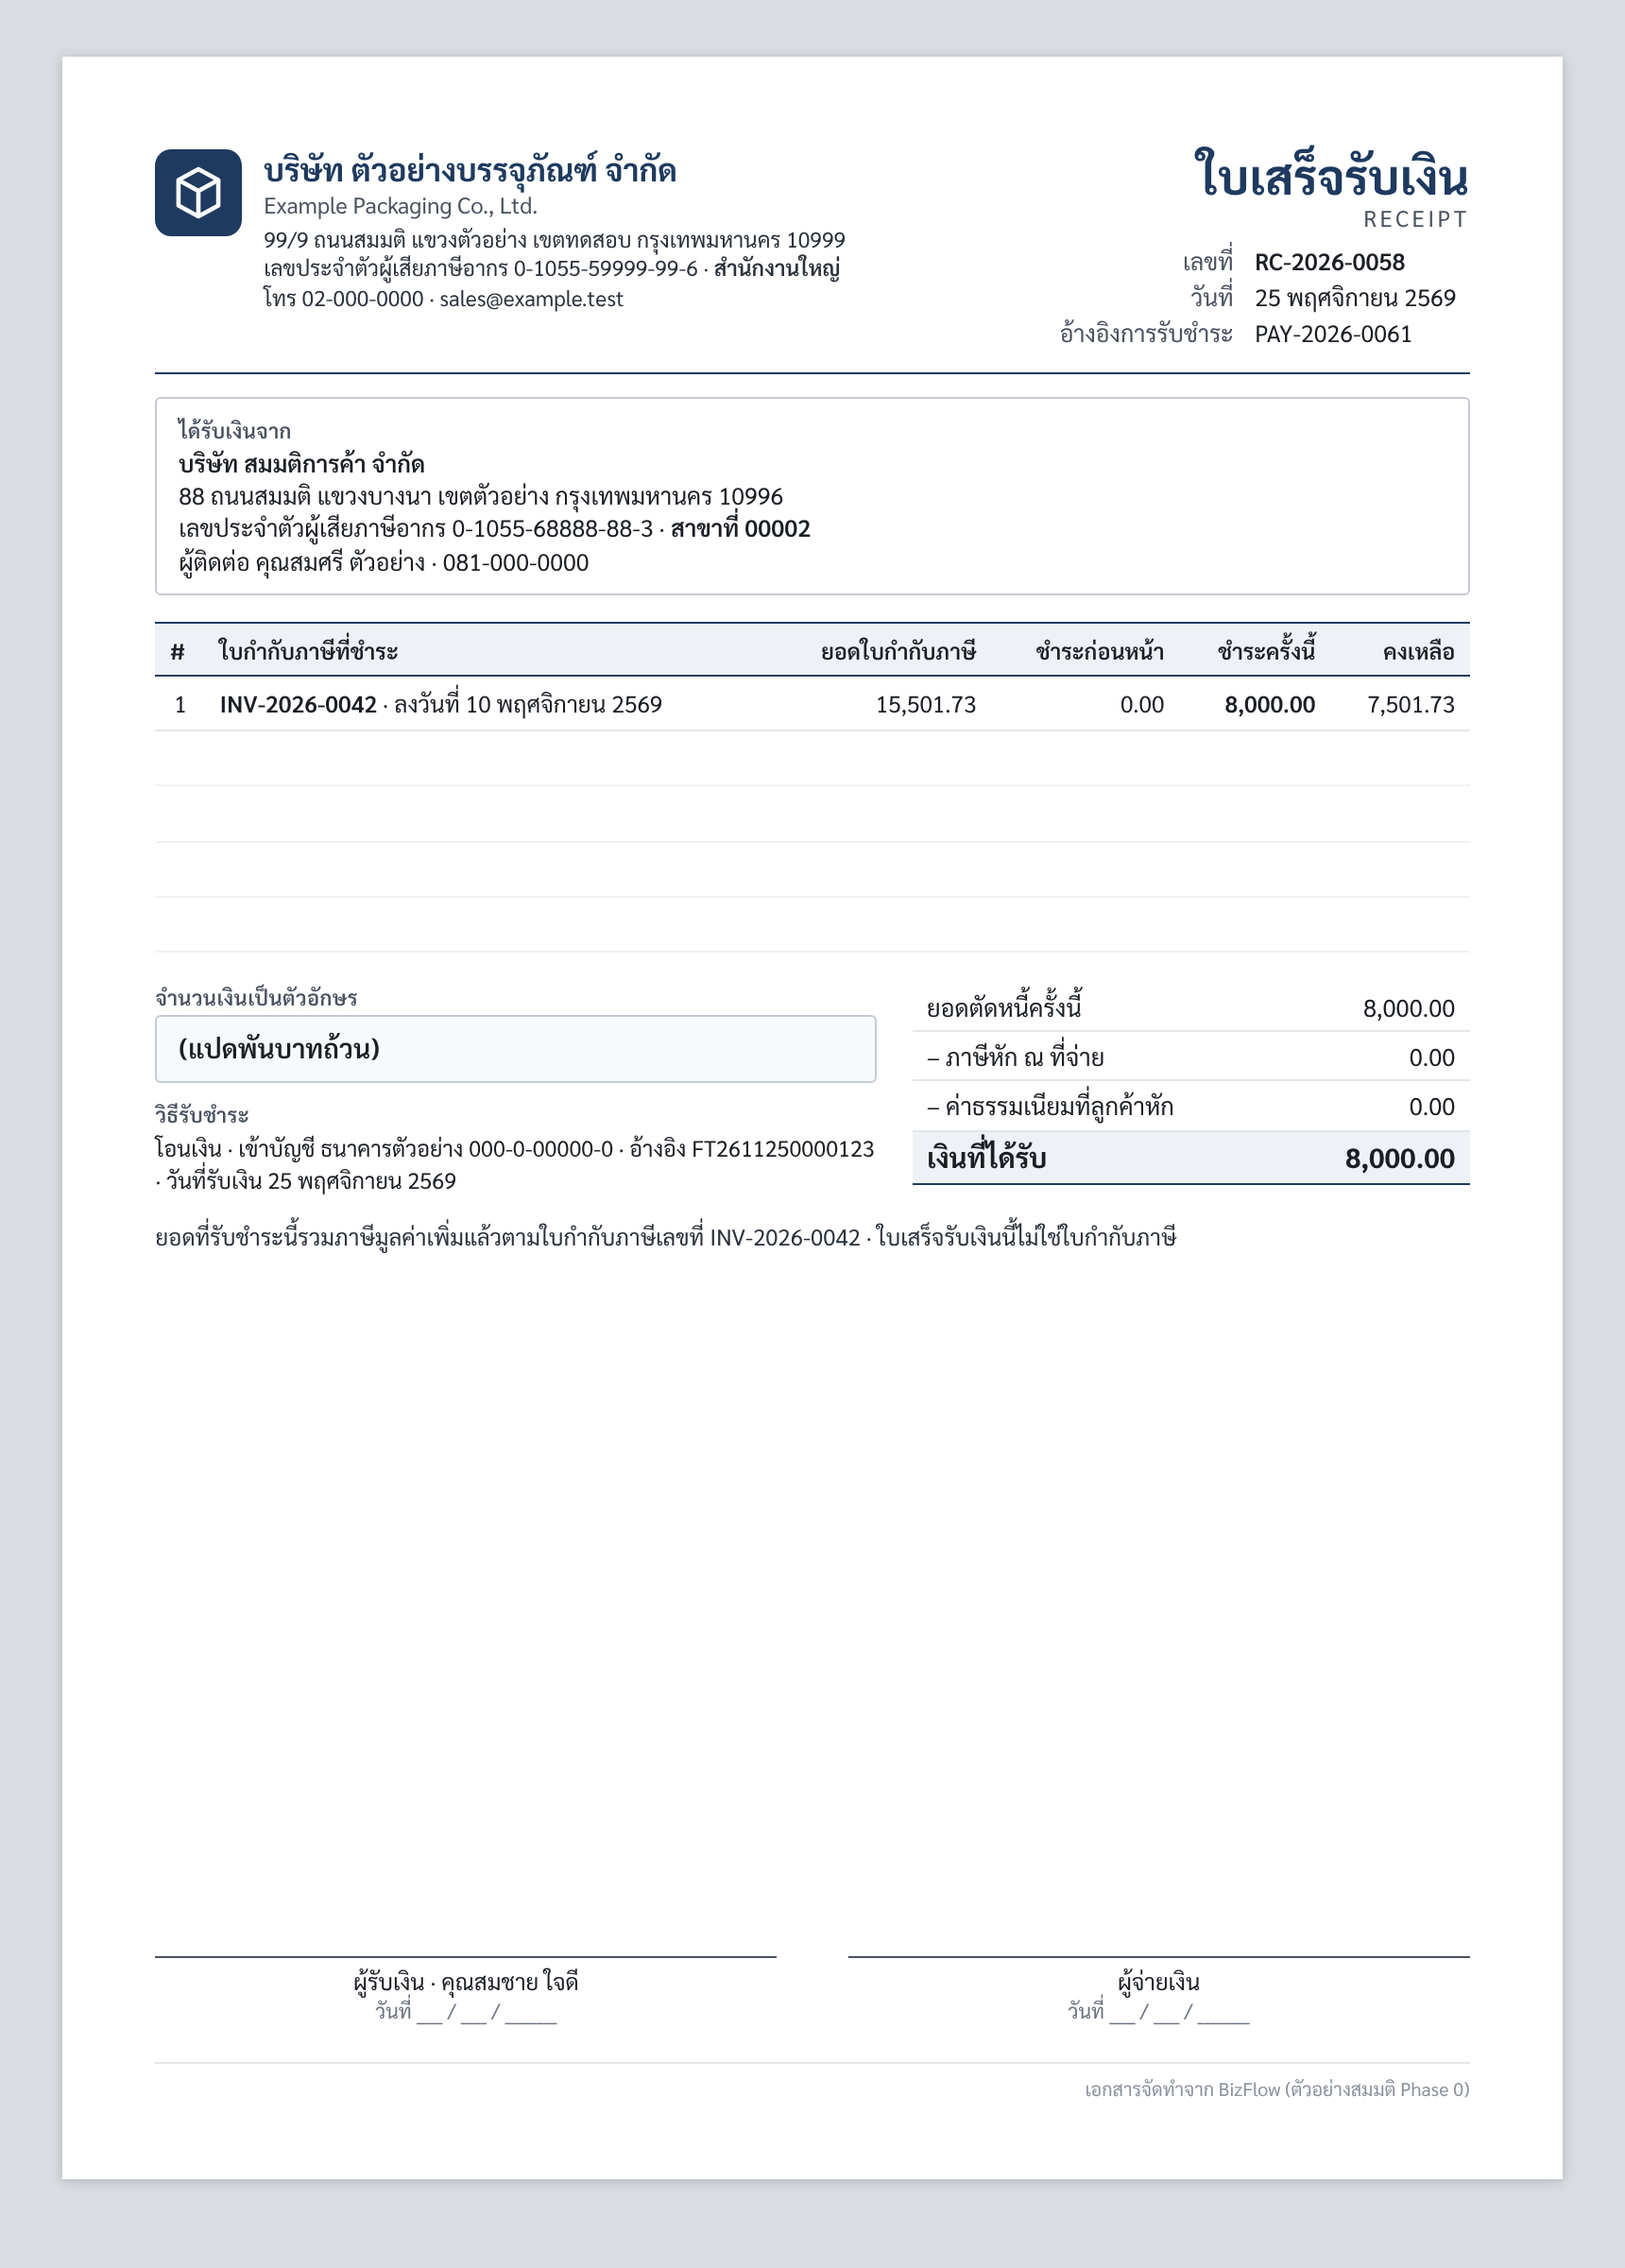 บริษัท ตัวอย่างบรรจุภัณฑ์ จำกัด
Example Packaging Co., Ltd.
99/9 ถนนสมมติ แขวงตัวอย่าง เขตทดสอบ กรุงเทพมหานคร 10999
เลขประจำตัวผู้เสียภาษีอากร 0-1055-59999-99-6 · สำนักงานใหญ่
โทร 02-000-0000 · sales@example.test
ใบเสร็จรับเงิน
RECEIPT
เลขที่ RC-2026-0058
วันที่ 25 พฤศจิกายน 2569
อ้างอิงการรับชำระ PAY-2026-0061
ได้รับเงินจาก
บริษัท สมมติการค้า จำกัด
88 ถนนสมมติ แขวงบางนา เขตตัวอย่าง กรุงเทพมหานคร 10996
เลขประจำตัวผู้เสียภาษีอากร 0-1055-68888-88-3 · สาขาที่ 00002
ผู้ติดต่อ คุณสมศรี ตัวอย่าง · 081-000-0000
# ใบกำกับภาษีที่ชำระ ยอดใบกำกับภาษี ชำระก่อนหน้า ชำระครั้งนี้ คงเหลือ
1 INV-2026-0042 · ลงวันที่ 10 พฤศจิกายน 2569 15,501.73 0.00 8,000.00 7,501.73
จำนวนเงินเป็นตัวอักษร
(แปดพันบาทถ้วน)
วิธีรับชำระ
โอนเงิน · เข้าบัญชี ธนาคารตัวอย่าง 000-0-00000-0 · อ้างอิง FT2611250000123
· วันที่รับเงิน 25 พฤศจิกายน 2569
ยอดตัดหนี้ครั้งนี้ 8,000.00
– ภาษีหัก ณ ที่จ่าย 0.00
– ค่าธรรมเนียมที่ลูกค้าหัก 0.00
เงินที่ได้รับ 8,000.00
ยอดที่รับชำระนี้รวมภาษีมูลค่าเพิ่มแล้วตามใบกำกับภาษีเลขที่ INV-2026-0042 · ใบเสร็จรับเงินนี้ไม่ใช่ใบกำกับภาษี
ผู้รับเงิน · คุณสมชาย ใจดี
วันที่ __ / __ / ____
ผู้จ่ายเงิน
วันที่ __ / __ / ____
เอกสารจัดทำจาก BizFlow (ตัวอย่างสมมติ Phase 0)